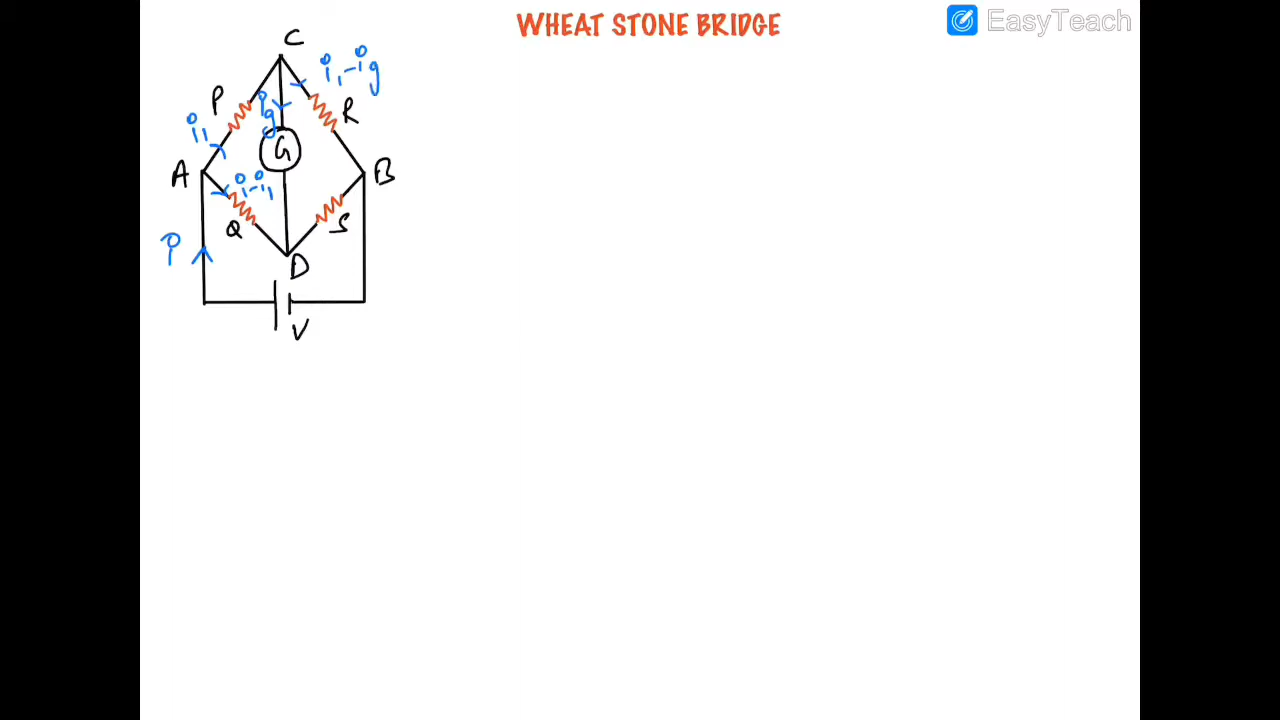 WHEAT STONE BRIDGE
EasyTeach
C
i₁-ig
P
ig
R
i₁
G
A
B
i-i₁
Q
S
i
D
V